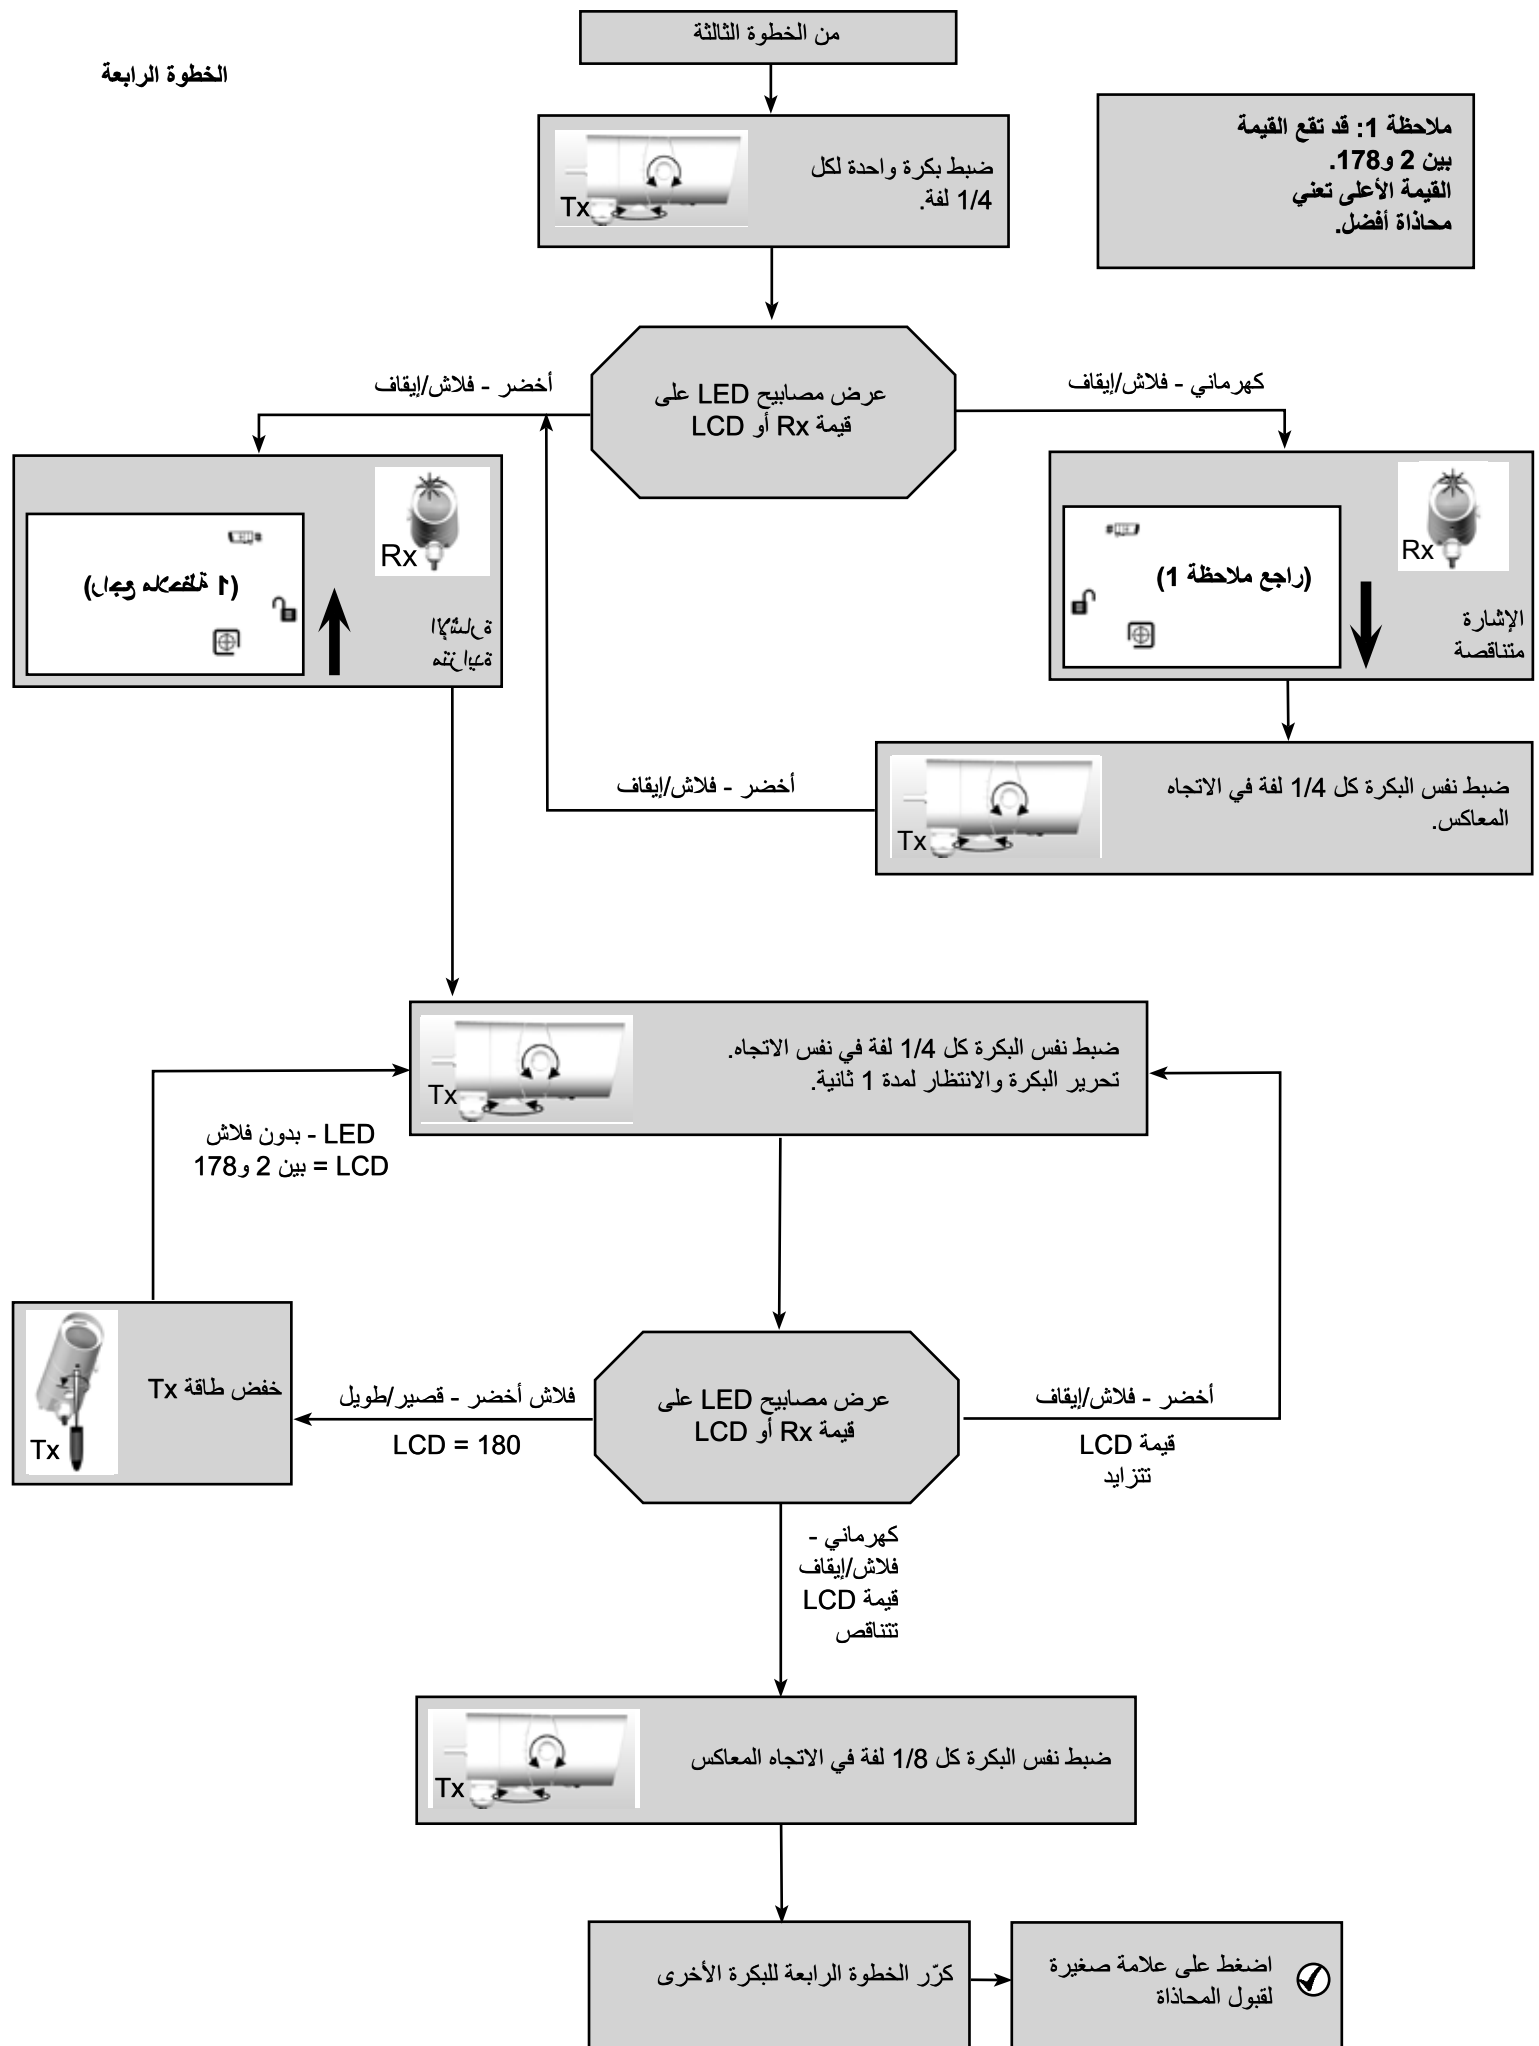 من الخطوة الثالثة
الخطوة الرابعة
ملاحظة 1: قد تقع القيمة
بين 2 و178.
القيمة الأعلى تعني
محاذاة أفضل.
ضبط بكرة واحدة لكل
1/4 لفة.
Tx
عرض مصابيح LED على
قيمة Rx أو LCD
كهرماني - فلاش/إيقاف
أخضر - فلاش/إيقاف
Rx
(راجع ملاحظة 1)
الإشارة
متناقصة
Rx
(راجع ملاحظة 1)
الإشارة
متزايدة
ضبط نفس البكرة كل 1/4 لفة في الاتجاه
المعاكس.
Tx
أخضر - فلاش/إيقاف
ضبط نفس البكرة كل 1/4 لفة في نفس الاتجاه.
تحرير البكرة والانتظار لمدة 1 ثانية.
Tx
LED - بدون فلاش
LCD = بين 2 و178
عرض مصابيح LED على
قيمة Rx أو LCD
أخضر - فلاش/إيقاف
قيمة LCD
تتزايد
فلاش أخضر - قصير/طويل
LCD = 180
خفض طاقة Tx
Tx
كهرماني -
فلاش/إيقاف
قيمة LCD
تتناقص
ضبط نفس البكرة كل 1/8 لفة في الاتجاه المعاكس
Tx
كرّر الخطوة الرابعة للبكرة الأخرى
اضغط على علامة صغيرة
لقبول المحاذاة